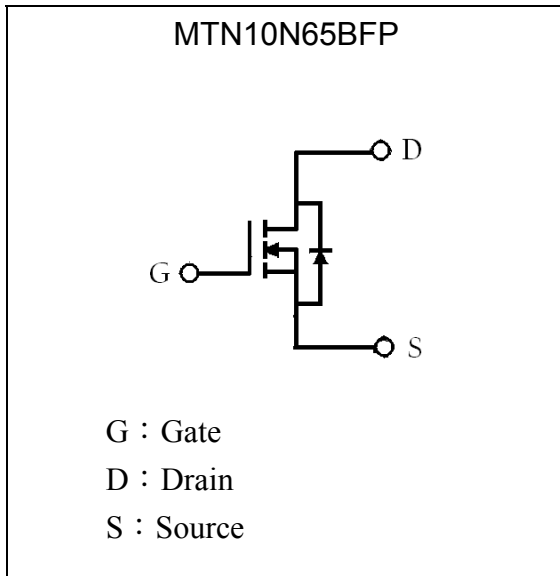 MTN10N65BFP
D
G
S
G：Gate
D：Drain
S：Source